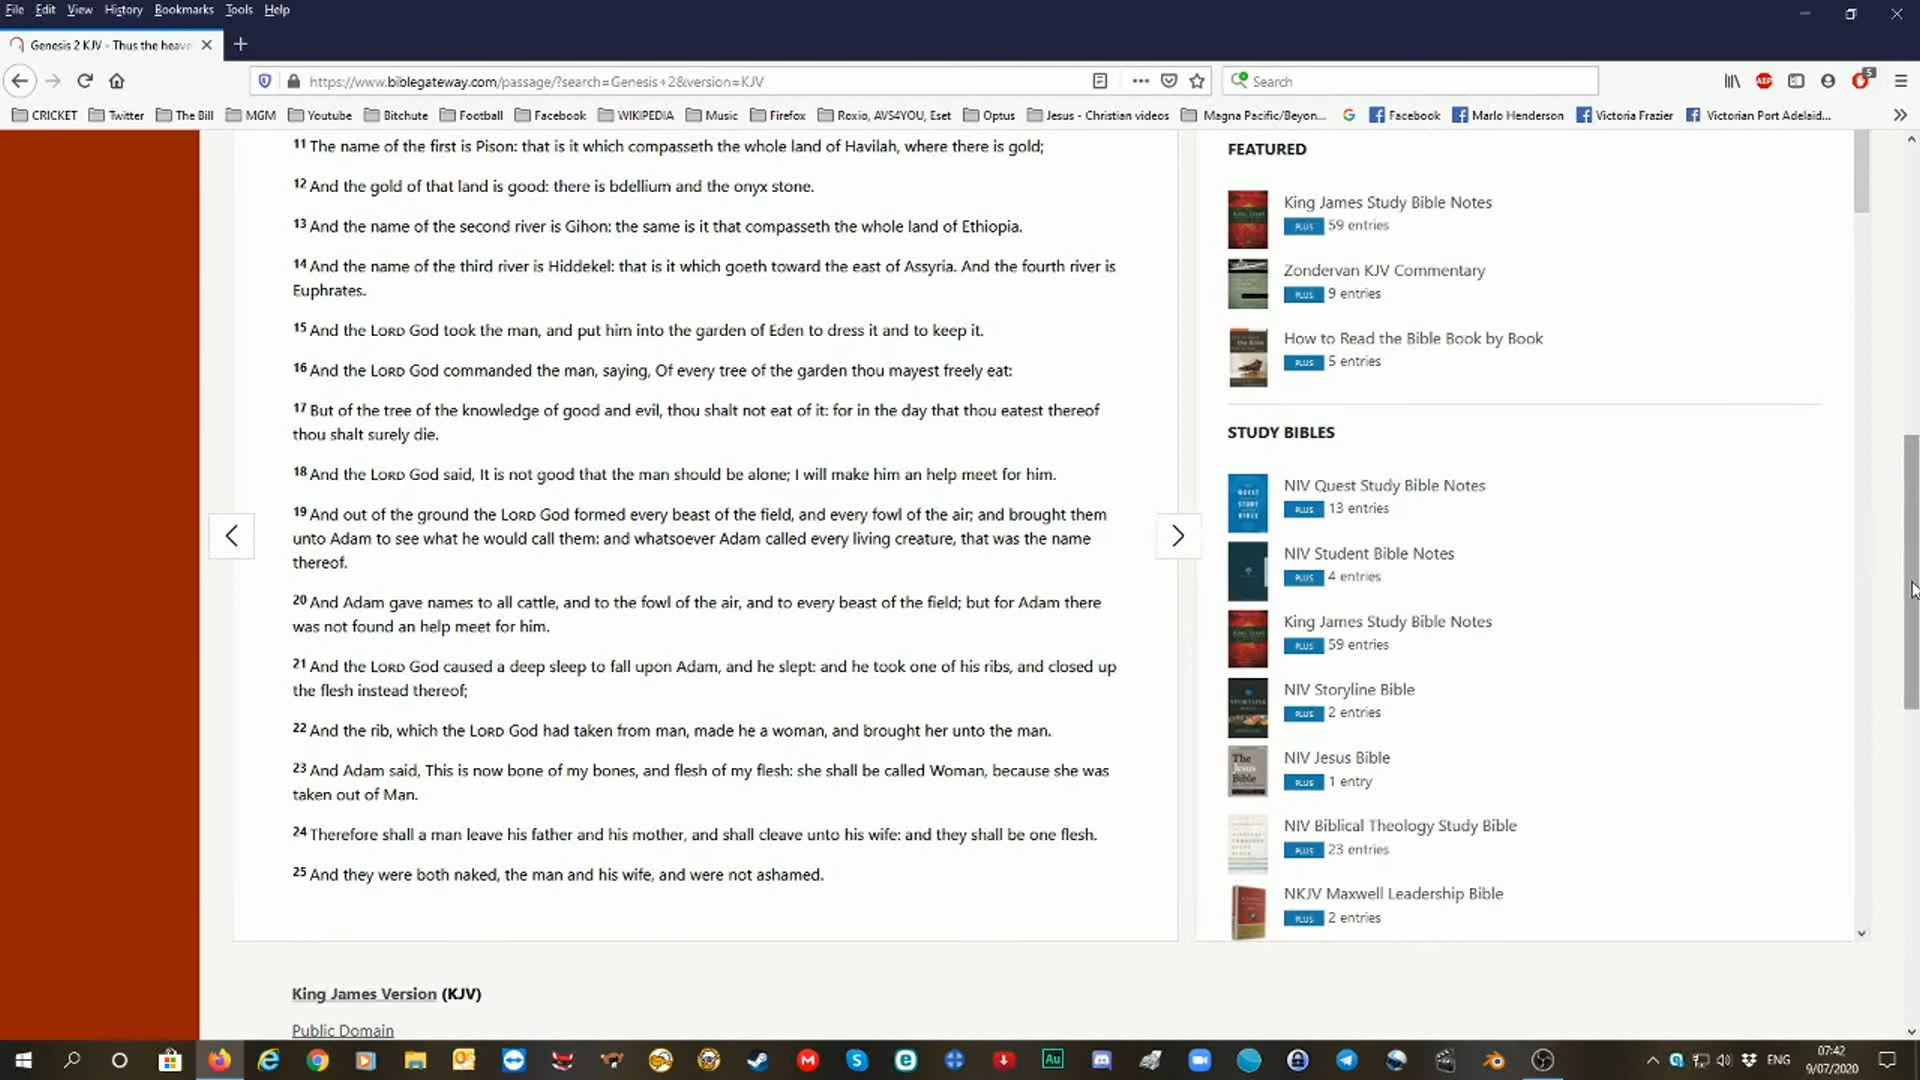 File Edit View History Bookmarks Tools Help
Genesis 2 KJV - Thus the heave
https://www.biblegateway.com/passage/?search=Genesis+2&version=KJV
Search
5
CRICKET Twitter The Bill MGM Youtube Bitchute Football Facebook WIKIPEDIA Music Firefox Roxio, AVS4YOU, Eset Optus Jesus - Christian videos Magna Pacific/Beyon... Facebook Marlo Henderson Victoria Frazier Victorian Port Adelaid...
11 The name of the first is Pison: that is it which compasseth the whole land of Havilah, where there is gold;
12 And the gold of that land is good: there is bdellium and the onyx stone.
13 And the name of the second river is Gihon: the same is it that compasseth the whole land of Ethiopia.
14 And the name of the third river is Hiddekel: that is it which goeth toward the east of Assyria. And the fourth river is
Euphrates.
15 And the LORD God took the man, and put him into the garden of Eden to dress it and to keep it.
16 And the LORD God commanded the man, saying, Of every tree of the garden thou mayest freely eat:
17 But of the tree of the knowledge of good and evil, thou shalt not eat of it: for in the day that thou eatest thereof
thou shalt surely die.
18 And the LORD God said, It is not good that the man should be alone; I will make him an help meet for him.
19 And out of the ground the LORD God formed every beast of the field, and every fowl of the air; and brought them
unto Adam to see what he would call them: and whatsoever Adam called every living creature, that was the name
thereof.
20 And Adam gave names to all cattle, and to the fowl of the air, and to every beast of the field; but for Adam there
was not found an help meet for him.
21 And the LORD God caused a deep sleep to fall upon Adam, and he slept: and he took one of his ribs, and closed up
the flesh instead thereof;
22 And the rib, which the LORD God had taken from man, made he a woman, and brought her unto the man.
23 And Adam said, This is now bone of my bones, and flesh of my flesh: she shall be called Woman, because she was
taken out of Man.
24 Therefore shall a man leave his father and his mother, and shall cleave unto his wife: and they shall be one flesh.
25 And they were both naked, the man and his wife, and were not ashamed.
King James Version (KJV)
Public Domain
FEATURED
King James Study Bible Notes
PLUS 59 entries
Zondervan KJV Commentary
PLUS 9 entries
How to Read the Bible Book by Book
PLUS 5 entries
STUDY BIBLES
NIV Quest Study Bible Notes
PLUS 13 entries
NIV Student Bible Notes
PLUS 4 entries
King James Study Bible Notes
PLUS 59 entries
NIV Storyline Bible
PLUS 2 entries
The Jesus Bible
NIV Jesus Bible
PLUS 1 entry
NIV Biblical Theology Study Bible
PLUS 23 entries
NKJV Maxwell Leadership Bible
PLUS 2 entries
ENG
07:42
9/07/2020